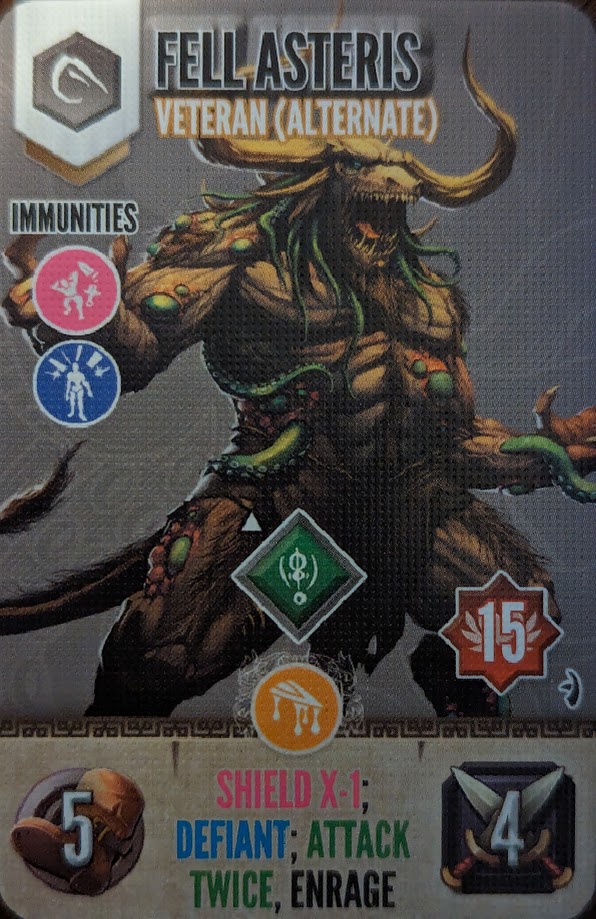 FELL ASTERIS
VETERAN (ALTERNATE)
IMMUNITIES
15
5
SHIELD X-1;
DEFIANT; ATTACK
TWICE, ENRAGE
4